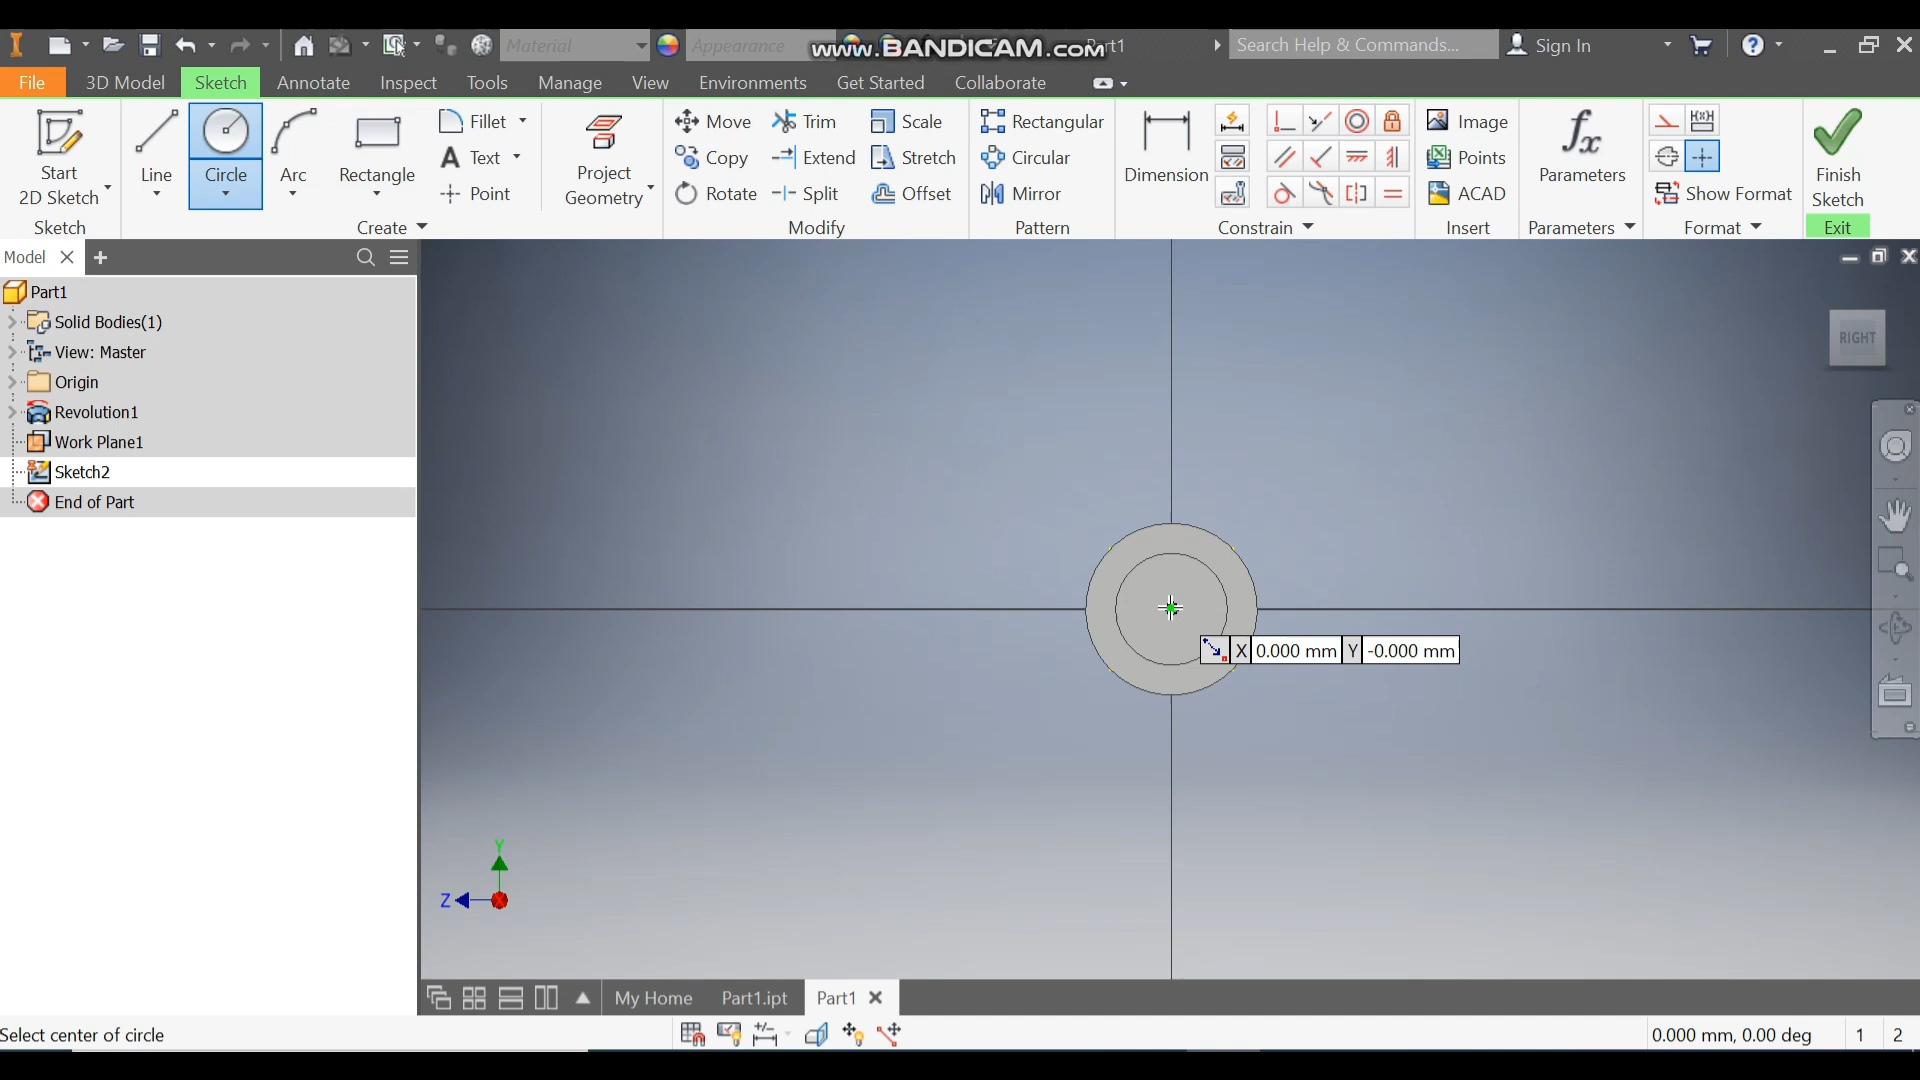 Material
Appearance
www.BANDICAM.com
Part1
Search Help & Commands...
Sign In
File
3D Model
Sketch
Annotate
Inspect
Tools
Manage
View
Environments
Get Started
Collaborate
Start
2D Sketch
Line
Circle
Arc
Rectangle
Fillet
Text
Point
Project
Geometry
Move
Copy
Rotate
Trim
Extend
Split
Scale
Stretch
Offset
Rectangular
Circular
Mirror
Dimension
Image
Points
ACAD
Parameters
Show Format
Finish
Sketch
Sketch
Create
Modify
Pattern
Constrain
Insert
Parameters
Format
Exit
Model
Part1
Solid Bodies(1)
View: Master
Origin
Revolution1
Work Plane1
Sketch2
End of Part
RIGHT
X 0.000 mm Y -0.000 mm
Y
Z
My Home
Part1.ipt
Part1
Select center of circle
0.000 mm, 0.00 deg
1
2